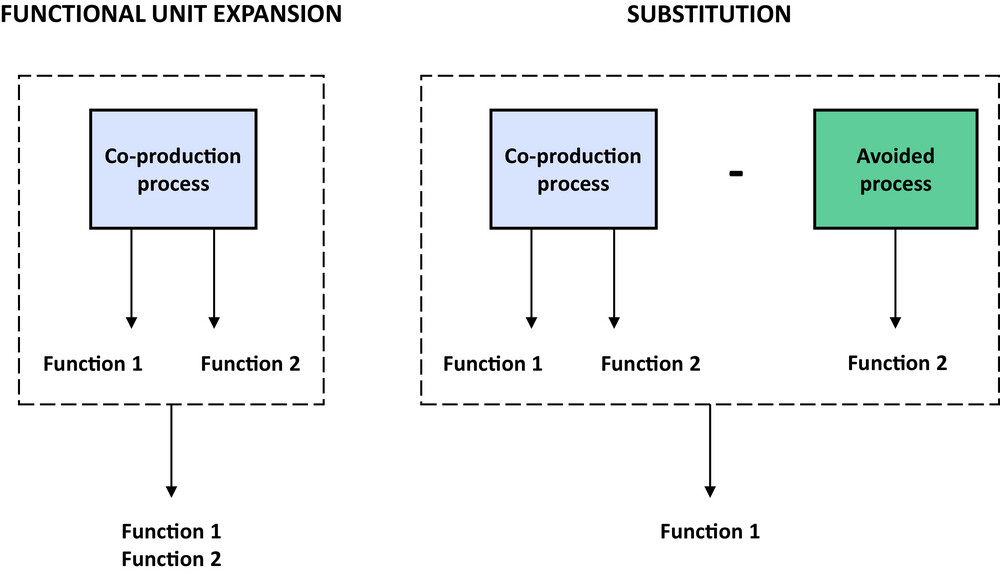 FUNCTIONAL UNIT EXPANSION
Co-production
process
Function 1
Function 2
Function 1
Function 2
SUBSTITUTION
Co-production
process
-
Avoided
process
Function 1
Function 2
Function 2
Function 1